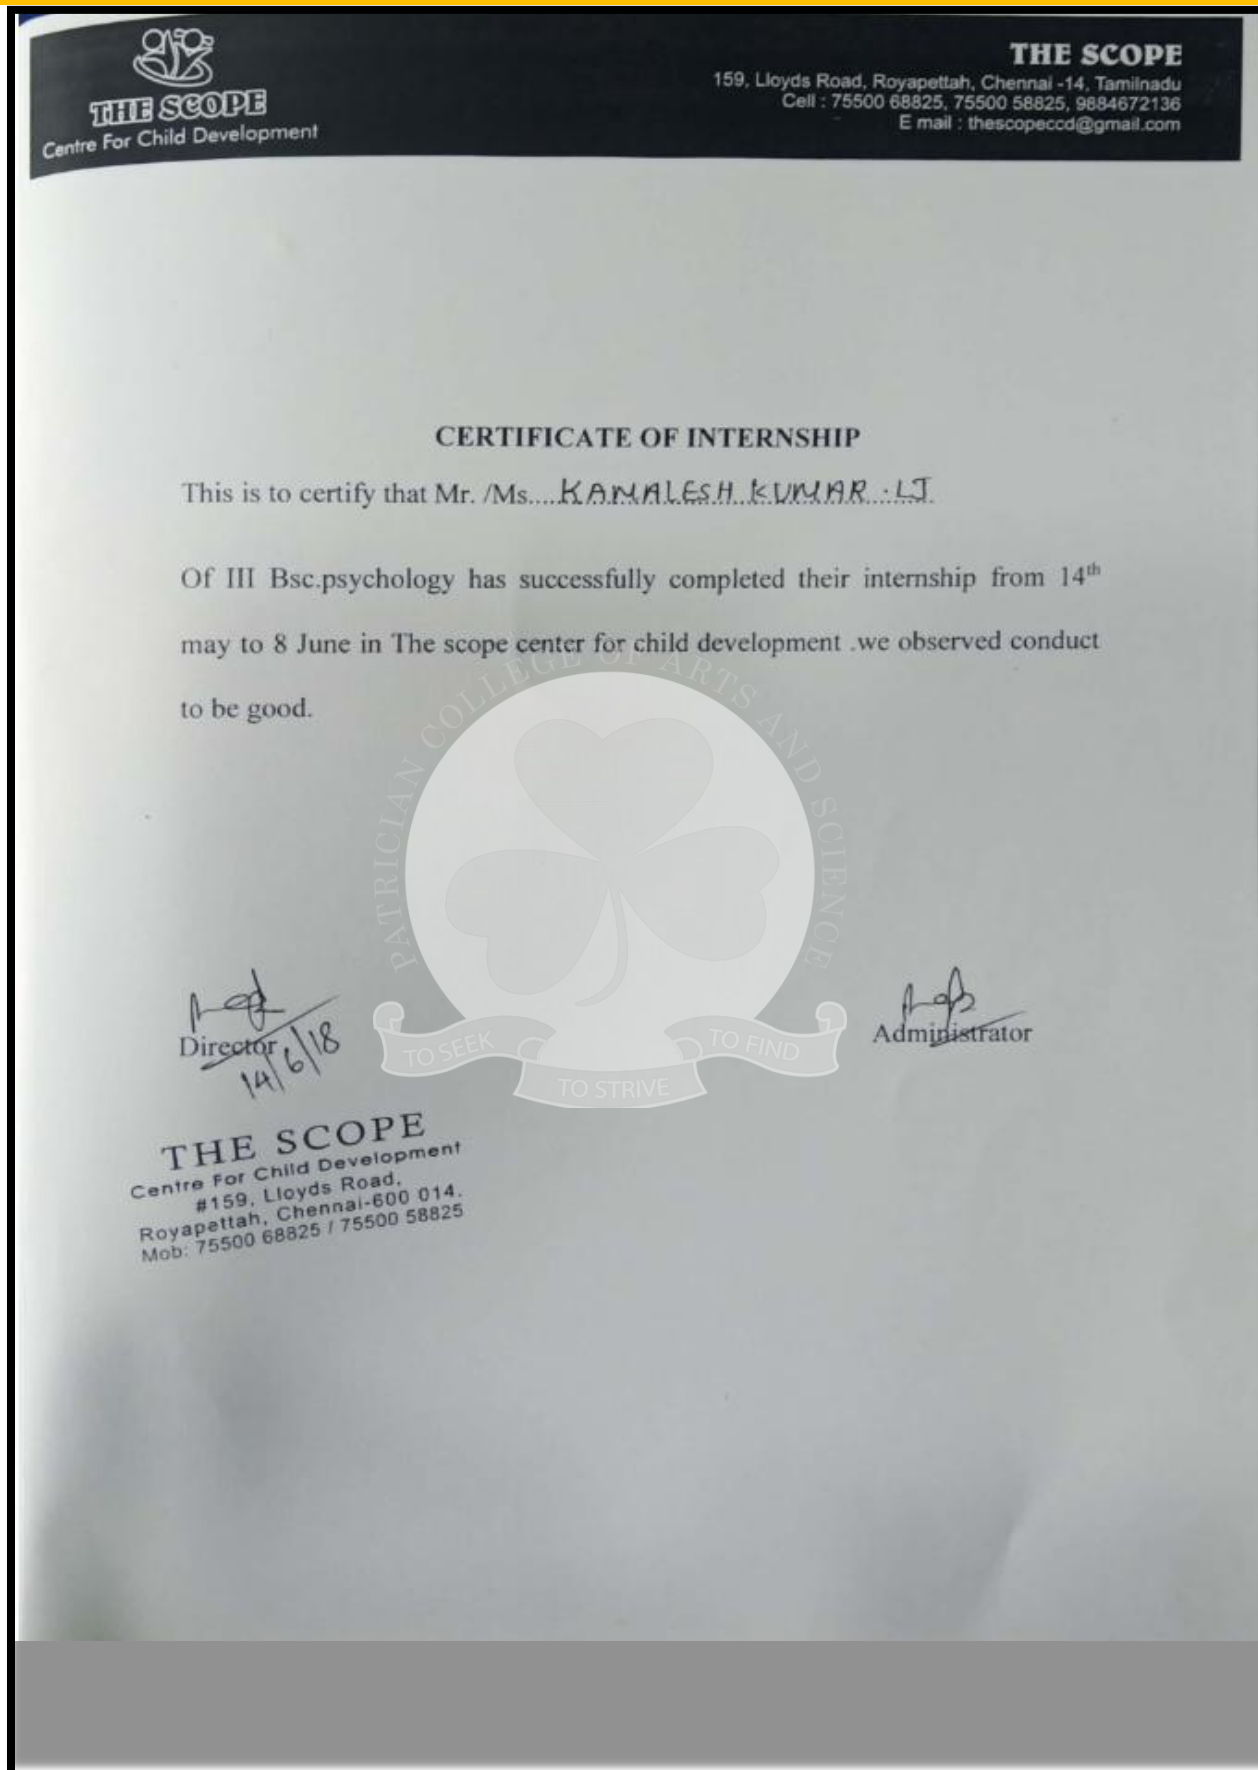 THE SCOPE
Centre For Child Development
THE SCOPE
159, Lloyds Road, Royapettah, Chennai -14, Tamilnadu
Cell : 75500 68825, 75500 58825, 9884672136
E mail : thescopeccd@gmail.com
CERTIFICATE OF INTERNSHIP
This is to certify that Mr. /Ms....KAMALESH KUMAR . LJ.
Of III Bsc.psychology has successfully completed their internship from 14th
may to 8 June in The scope center for child development .we observed conduct
to be good.
PATRICIAN COLLEGE OF ARTS AND SCIENCE
TO SEEK
TO STRIVE
TO FIND
Director
14/6/18
Administrator
THE SCOPE
Centre For Child Development
#159, Lloyds Road,
Royapettah, Chennai-600 014.
Mob: 75500 68825 / 75500 58825